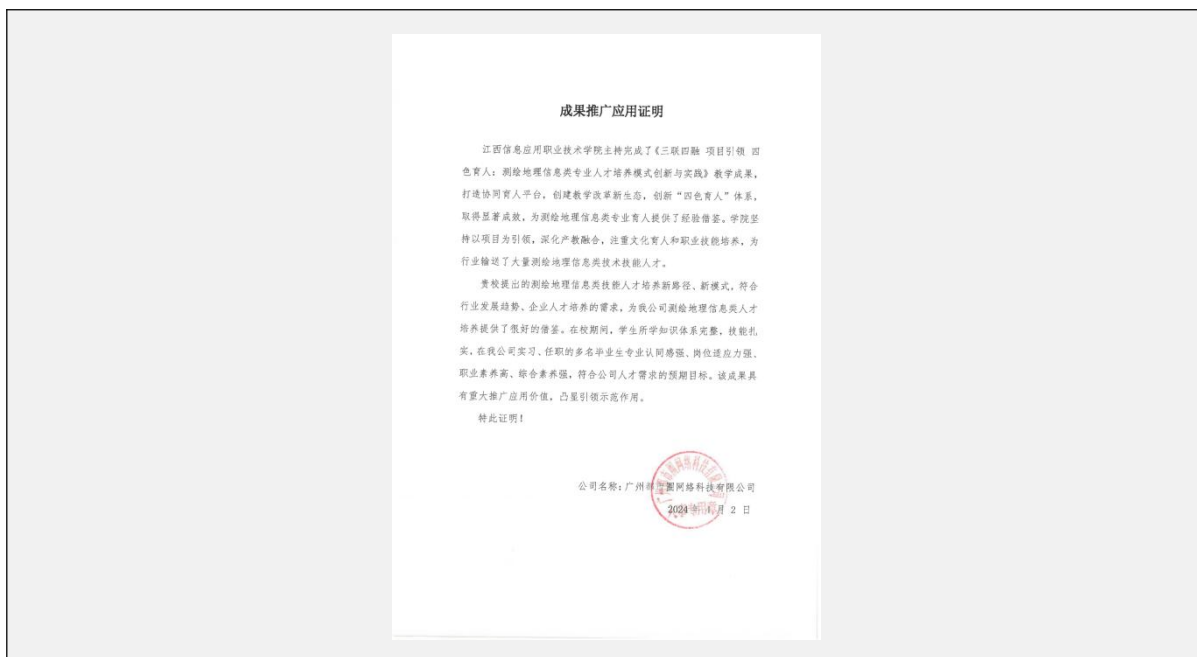 成果推广应用证明
江西信息应用职业技术学院主持完成了《三联四融 项目引领 四
色育人：测绘地理信息类专业人才培养模式创新与实践》教学成果，
打造协同育人平台，创建教学改革新生态，创新“四色育人”体系，
取得显著成效，为测绘地理信息类专业育人提供了经验借鉴。学院坚
持以项目为引领，深化产教融合，注重文化育人和职业技能培养，为
行业输送了大量测绘地理信息类技术技能人才。
贵校提出的测绘地理信息类技能人才培养新路径、新模式，符合
行业发展趋势、企业人才培养的需求，为我公司测绘地理信息类人才
培养提供了很好的借鉴。在校期间，学生所学知识体系完整，技能扎
实，在我公司实习、任职的多名毕业生专业认同感强、岗位适应力强、
职业素养高、综合素养强，符合公司人才需求的预期目标。该成果具
有重大推广应用价值，凸显引领示范作用。
特此证明！
公司名称：广州都圈网络科技有限公司
2024年 月 2 日